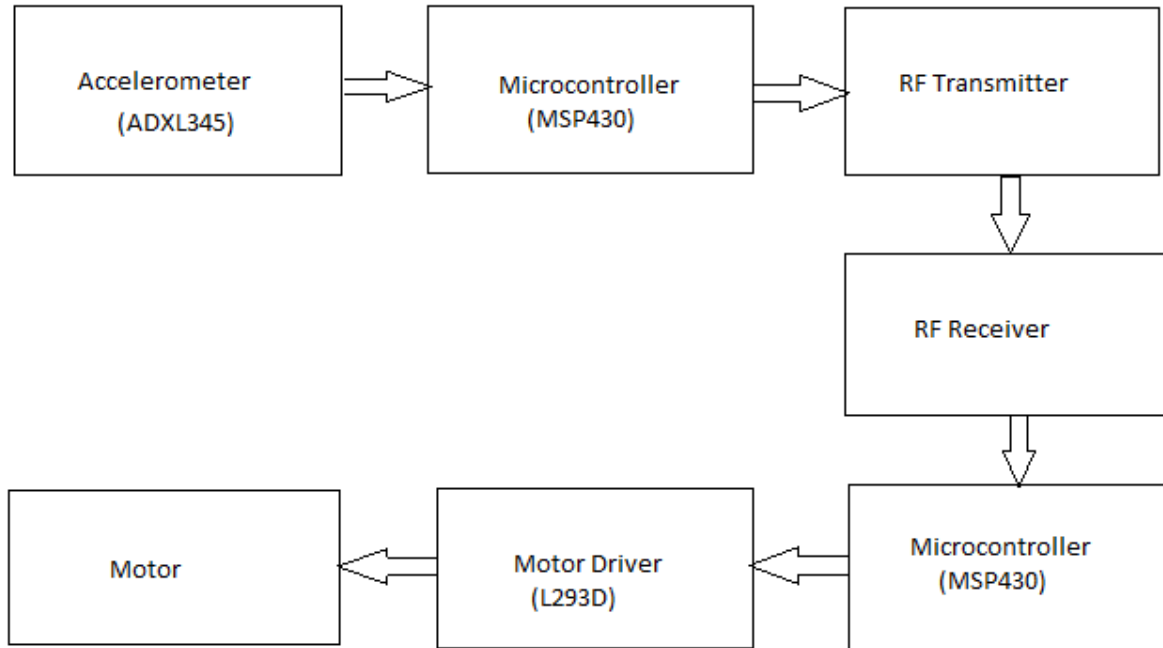 Accelerometer
(ADXL345)
Microcontroller
(MSP430)
RF Transmitter
RF Receiver
Microcontroller
(MSP430)
Motor Driver
(L293D)
Motor